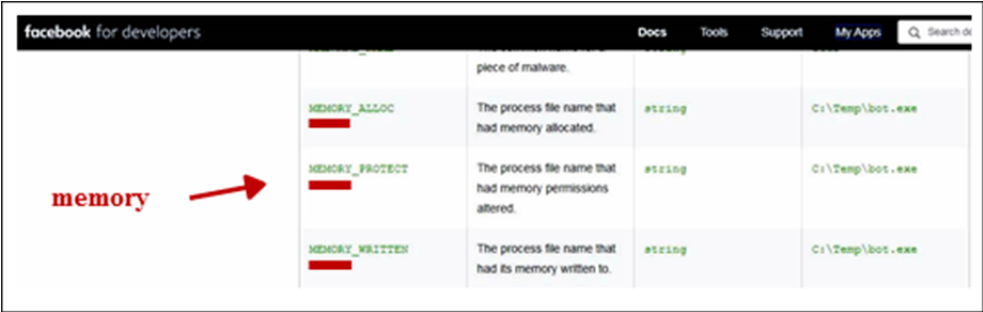 facebook for developers Docs Tools Support My Apps Search
piece of malware.
MEMORY_ALLOC The process file name that string C:\Temp\bot.exe
had memory allocated.
MEMORY_PROTECT The process file name that string C:\Temp\bot.exe
had memory permissions
altered.
memory
MEMORY_WRITTEN The process file name that string C:\Temp\bot.exe
had its memory written to.